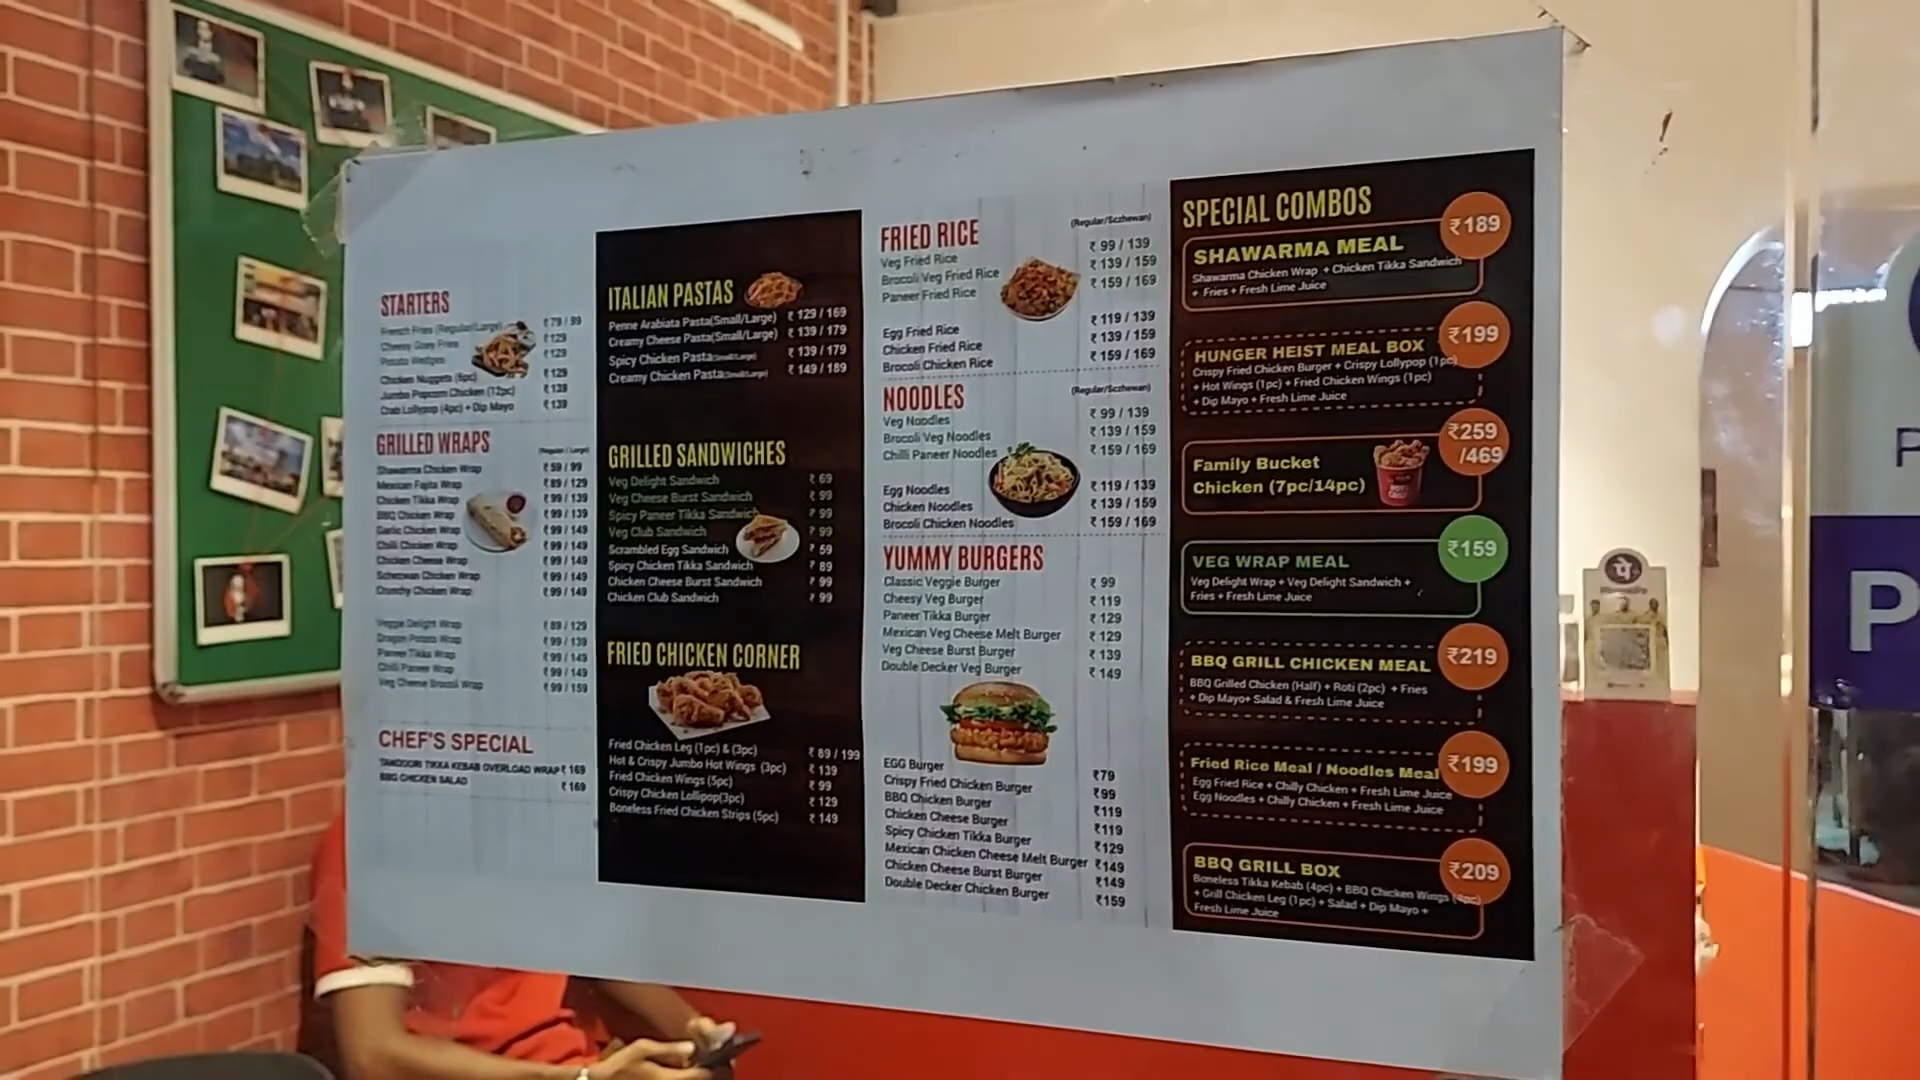 STARTERS
French Fries (Regular/Large) ₹79 / 99
Cheesy Gooy Fries ₹129
Potato Wedges ₹129
Chicken Nuggets (6pc) ₹129
Jumbo Popcorn Chicken (12pc) ₹139
Crab Lollypop (4pc) + Dip Mayo ₹139
GRILLED WRAPS (Regular / Large)
Shawarma Chicken Wrap ₹59 / 99
Mexican Fajita Wrap ₹89 / 129
Chicken Tikka Wrap ₹99 / 139
BBQ Chicken Wrap ₹99 / 139
Garlic Chicken Wrap ₹99 / 149
Chilli Chicken Wrap ₹99 / 149
Chicken Cheese Wrap ₹99 / 149
Schezwan Chicken Wrap ₹99 / 149
Crunchy Chicken Wrap ₹99 / 149
Veggie Delight Wrap ₹89 / 129
Dragon Potato Wrap ₹99 / 139
Paneer Tikka Wrap ₹99 / 149
Chilli Paneer Wrap ₹99 / 149
Veg Cheese Brocoli Wrap ₹99 / 159
CHEF'S SPECIAL
TANDOORI TIKKA KEBAB OVERLOAD WRAP ₹169
BBQ CHICKEN SALAD ₹169
ITALIAN PASTAS
Penne Arabiata Pasta(Small/Large) ₹ 129 / 169
Creamy Cheese Pasta(Small/Large) ₹ 139 / 179
Spicy Chicken Pasta(Small/Large) ₹ 139 / 179
Creamy Chicken Pasta(Small/Large) ₹ 149 / 189
GRILLED SANDWICHES
Veg Delight Sandwich ₹ 69
Veg Cheese Burst Sandwich ₹ 99
Spicy Paneer Tikka Sandwich ₹ 99
Veg Club Sandwich ₹ 99
Scrambled Egg Sandwich ₹ 59
Spicy Chicken Tikka Sandwich ₹ 89
Chicken Cheese Burst Sandwich ₹ 99
Chicken Club Sandwich ₹ 99
FRIED CHICKEN CORNER
Fried Chicken Leg (1pc) & (3pc) ₹ 89 / 199
Hot & Crispy Jumbo Hot Wings (3pc) ₹ 139
Fried Chicken Wings (5pc) ₹ 99
Crispy Chicken Lollipop(3pc) ₹ 129
Boneless Fried Chicken Strips (5pc) ₹ 149
FRIED RICE (Regular/Sczhewan)
Veg Fried Rice ₹ 99 / 139
Brocoli Veg Fried Rice ₹ 139 / 159
Paneer Fried Rice ₹ 159 / 169
Egg Fried Rice ₹ 119 / 139
Chicken Fried Rice ₹ 139 / 159
Brocoli Chicken Rice ₹ 159 / 169
NOODLES (Regular/Sczhewan)
Veg Noodles ₹ 99 / 139
Brocoli Veg Noodles ₹ 139 / 159
Chilli Paneer Noodles ₹ 159 / 169
Egg Noodles ₹ 119 / 139
Chicken Noodles ₹ 139 / 159
Brocoli Chicken Noodles ₹ 159 / 169
YUMMY BURGERS
Classic Veggie Burger ₹ 99
Cheesy Veg Burger ₹ 119
Paneer Tikka Burger ₹ 129
Mexican Veg Cheese Melt Burger ₹ 129
Veg Cheese Burst Burger ₹ 139
Double Decker Veg Burger ₹ 149
EGG Burger ₹79
Crispy Fried Chicken Burger ₹99
BBQ Chicken Burger ₹119
Chicken Cheese Burger ₹119
Spicy Chicken Tikka Burger ₹129
Mexican Chicken Cheese Melt Burger ₹149
Chicken Cheese Burst Burger ₹149
Double Decker Chicken Burger ₹159
SPECIAL COMBOS
SHAWARMA MEAL ₹189
Shawarma Chicken Wrap + Chicken Tikka Sandwich
+ Fries + Fresh Lime Juice
HUNGER HEIST MEAL BOX ₹199
Crispy Fried Chicken Burger + Crispy Lollypop (1pc)
+ Hot Wings (1pc) + Fried Chicken Wings (1pc)
+ Dip Mayo + Fresh Lime Juice
Family Bucket ₹259
Chicken (7pc/14pc) /469
VEG WRAP MEAL ₹159
Veg Delight Wrap + Veg Delight Sandwich +
Fries + Fresh Lime Juice
BBQ GRILL CHICKEN MEAL ₹219
BBQ Grilled Chicken (Half) + Roti (2pc) + Fries
+ Dip Mayo+ Salad & Fresh Lime Juice
Fried Rice Meal / Noodles Meal ₹199
Egg Fried Rice + Chilly Chicken + Fresh Lime Juice
Egg Noodles + Chilly Chicken + Fresh Lime Juice
BBQ GRILL BOX ₹209
Boneless Tikka Kebab (4pc) + BBQ Chicken Wings (4pc)
+ Grill Chicken Leg (1pc) + Salad + Dip Mayo +
Fresh Lime Juice
पे
P
P